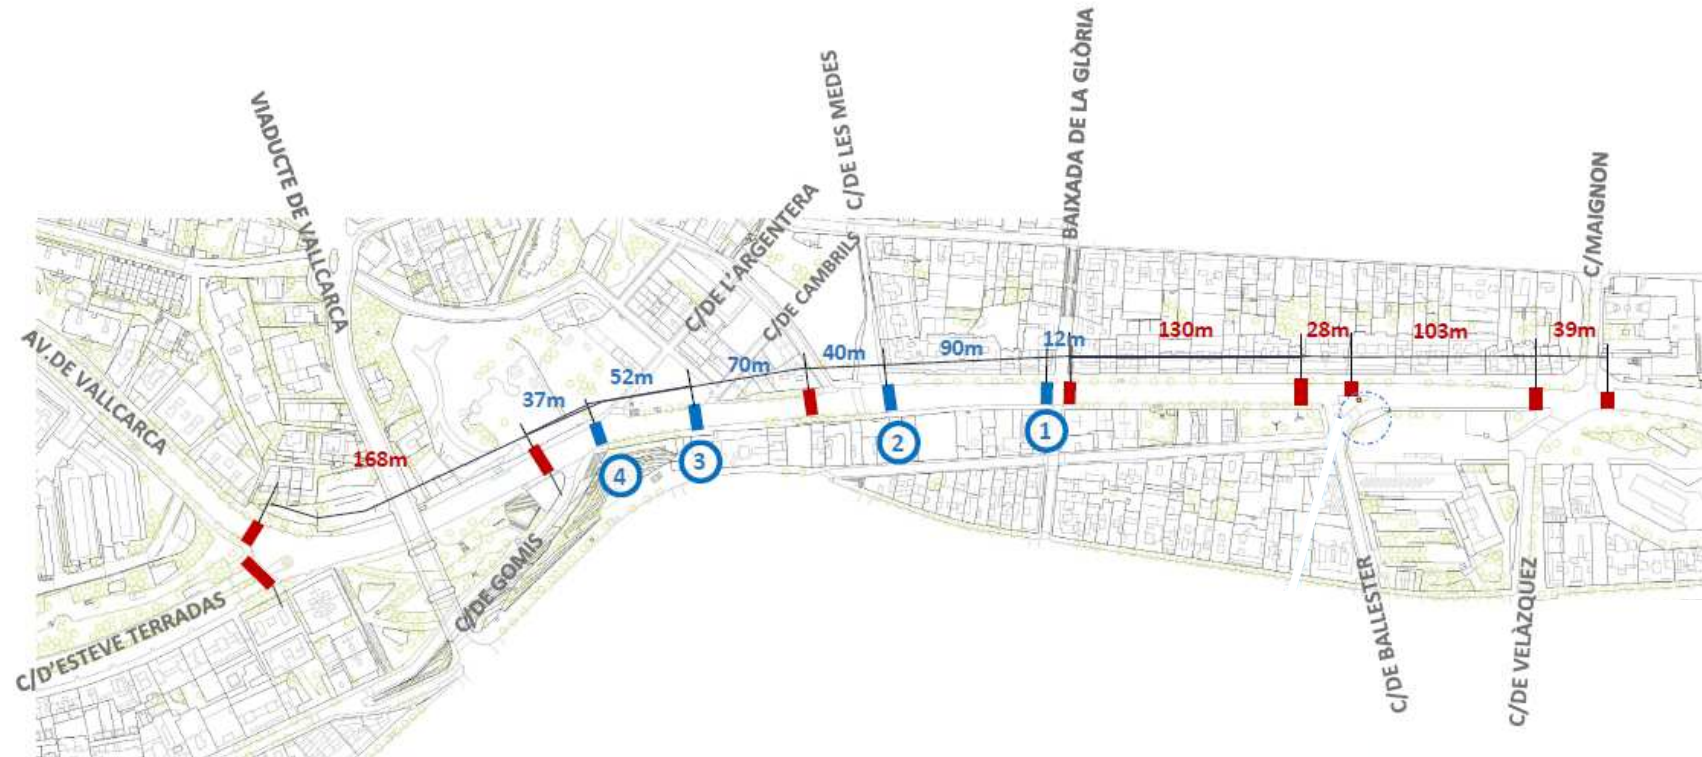 VIADUCTE DE VALLCARCA
C/DE L'ARGENTERA
C/DE CAMBRILS
C/DE LES MEDES
BAIXADA DE LA GLÒRIA
C/MAIGNON
AV.DE VALLCARCA
168m
37m
52m
70m
40m
90m
12m
130m
28m
103m
39m
4
3
2
1
C/D'ESTEVE TERRADAS
C/DE GOMIS
C/DE BALLESTER
C/DE VELÀZQUEZ